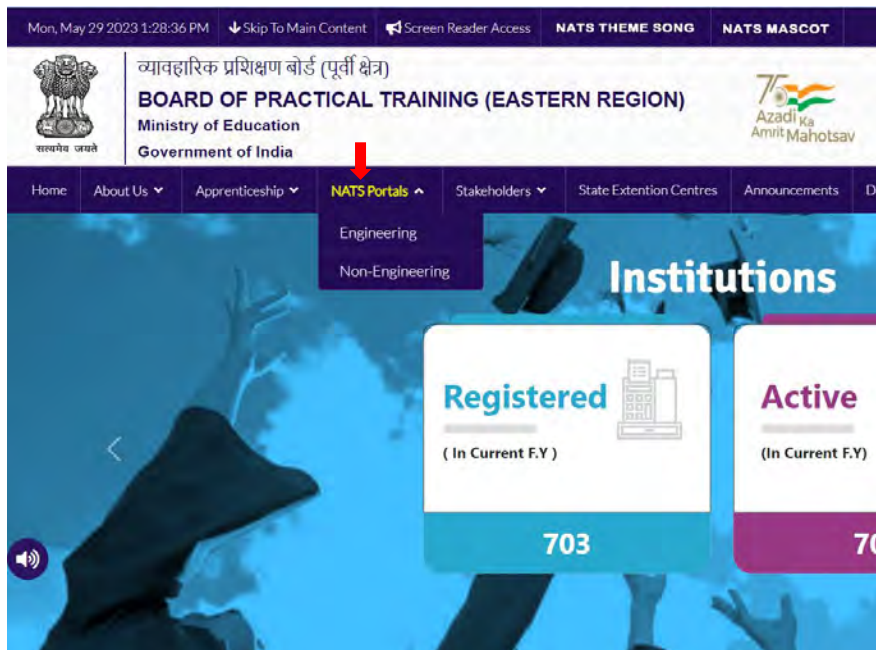 Mon, May 29 2023 1:28:36 PM Skip To Main Content Screen Reader Access NATS THEME SONG NATS MASCOT
व्यावहारिक प्रशिक्षण बोर्ड (पूर्वी क्षेत्र)
BOARD OF PRACTICAL TRAINING (EASTERN REGION)
Ministry of Education
Government of India
सत्यमेव जयते
75
Azadi Ka
Amrit Mahotsav
Home About Us Apprenticeship NATS Portals Stakeholders State Extention Centres Announcements D
Engineering
Non-Engineering
Institutions
Registered
( In Current F.Y )
703
Active
(In Current F.Y)
70